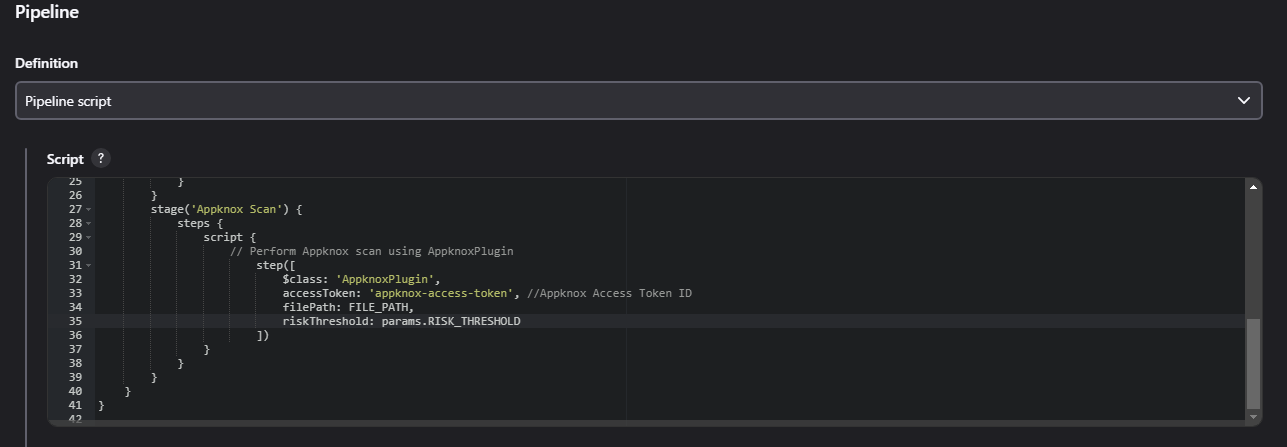 Pipeline
Definition
Pipeline script
Script ?
25 }
26 }
27 stage('Appknox Scan') {
28 steps {
29 script {
30 // Perform Appknox scan using AppknoxPlugin
31 step([
32 $class: 'AppknoxPlugin',
33 accessToken: 'appknox-access-token', //Appknox Access Token ID
34 filePath: FILE_PATH,
35 riskThreshold: params.RISK_THRESHOLD
36 ])
37 }
38 }
39 }
40 }
41 }
42